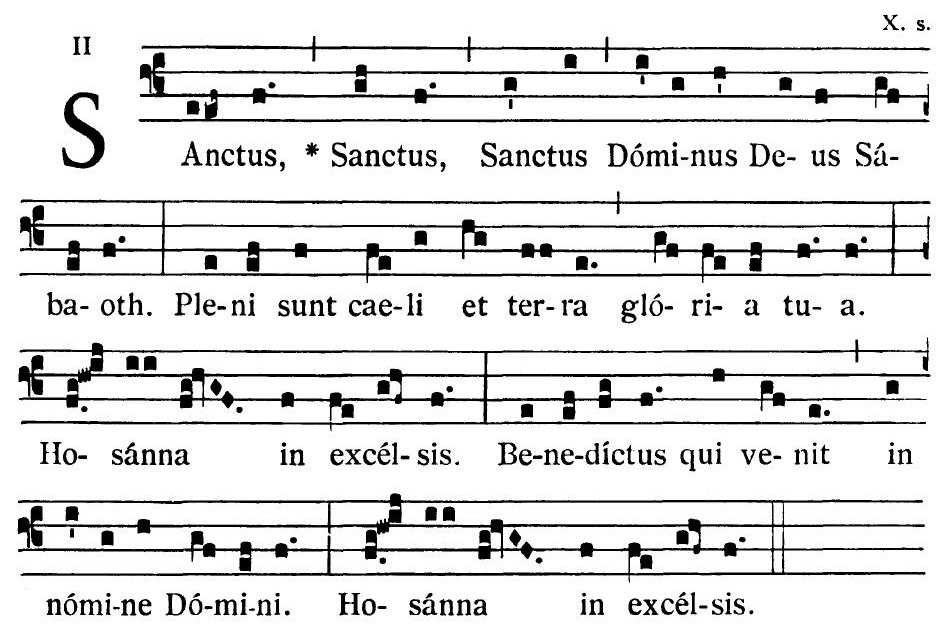 II X. s.
SAnctus, * Sanctus, Sanctus Dómi-nus De- us Sá-
ba- oth. Ple-ni sunt cae-li et ter-ra gló- ri- a tu- a.
Ho- sánna in excél- sis. Be-ne-díctus qui ve- nit in
nómi-ne Dó-mi-ni. Ho- sánna in excél-sis.